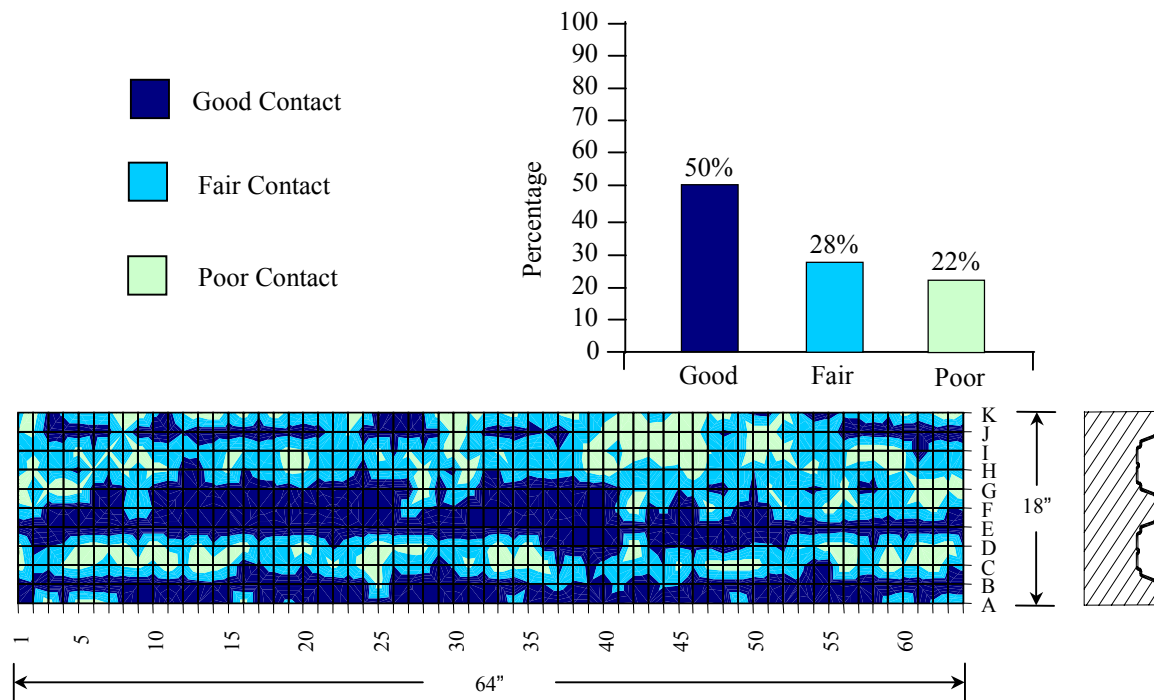 Good Contact
Fair Contact
Poor Contact
Percentage
100
90
80
70
60
50
40
30
20
10
0
50%
28%
22%
Good Fair Poor
K
J
I
H
G
F
E
D
C
B
A
18”
1 5 10 15 20 25 30 35 40 45 50 55 60
64”